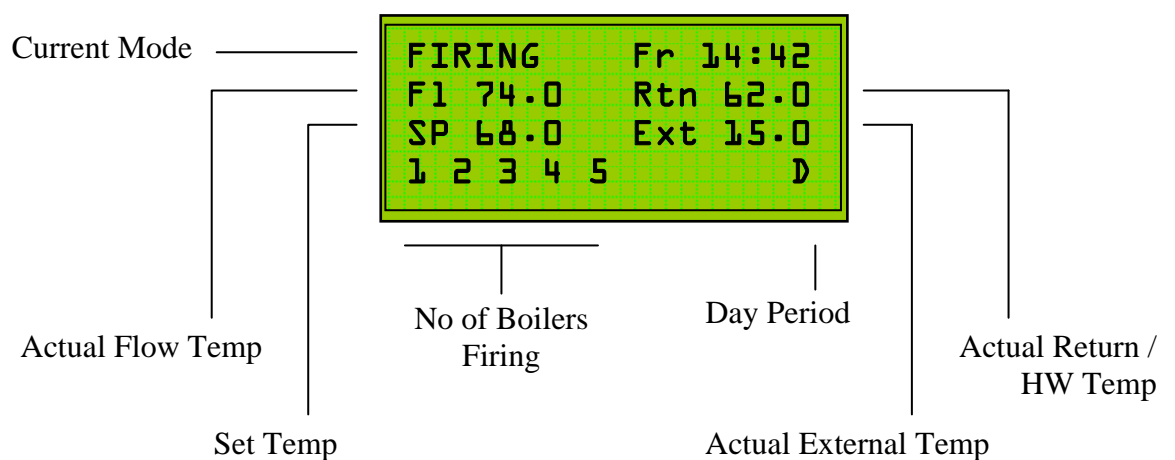 Current Mode
FIRING Fr 14:42
Fl 74.0 Rtn 62.0
SP 68.0 Ext 15.0
1 2 3 4 5 D
No of Boilers
Firing
Day Period
Actual Flow Temp
Actual Return /
HW Temp
Set Temp
Actual External Temp